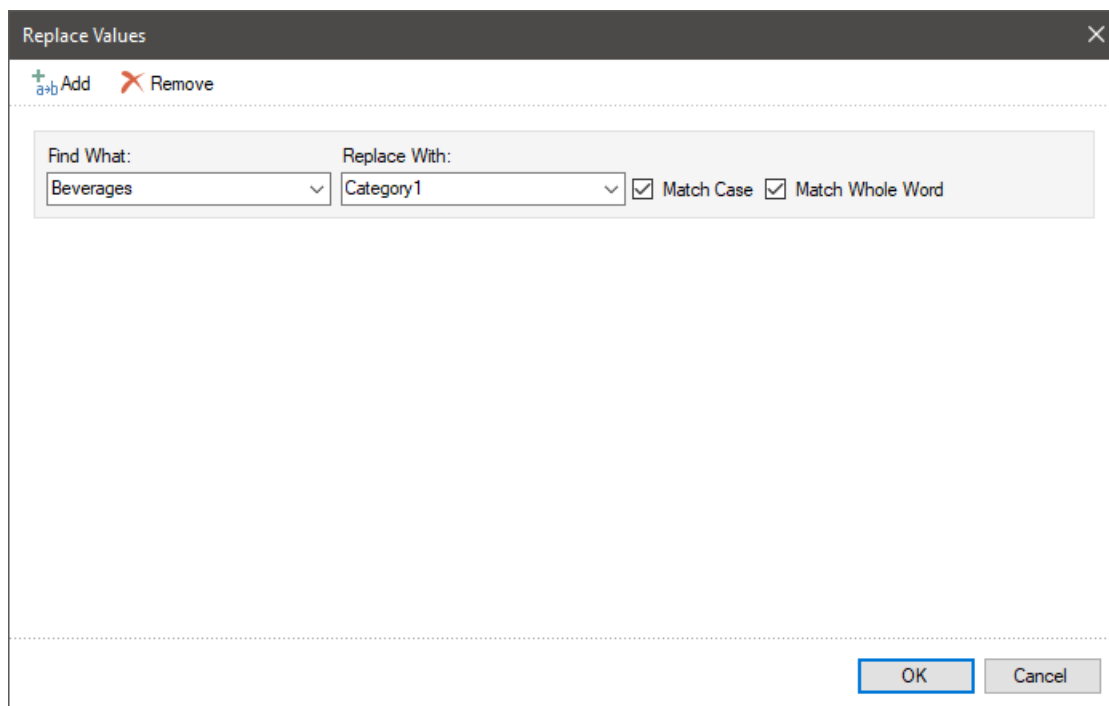 Replace Values
a→b Add Remove
Find What: Replace With:
Beverages Category1 Match Case Match Whole Word
OK Cancel